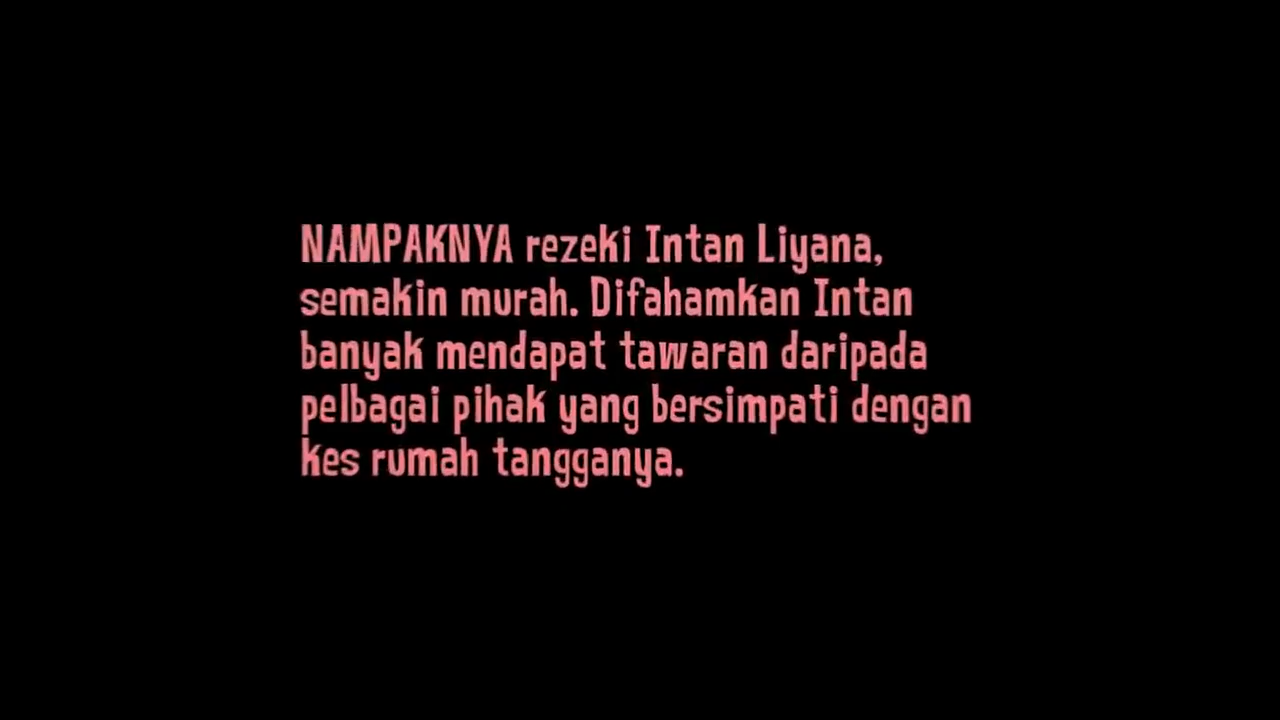 NAMPAKNYA rezeki Intan Liyana,
semakin murah. Difahamkan Intan
banyak mendapat tawaran daripada
pelbagai pihak yang bersimpati dengan
kes rumah tangganya.